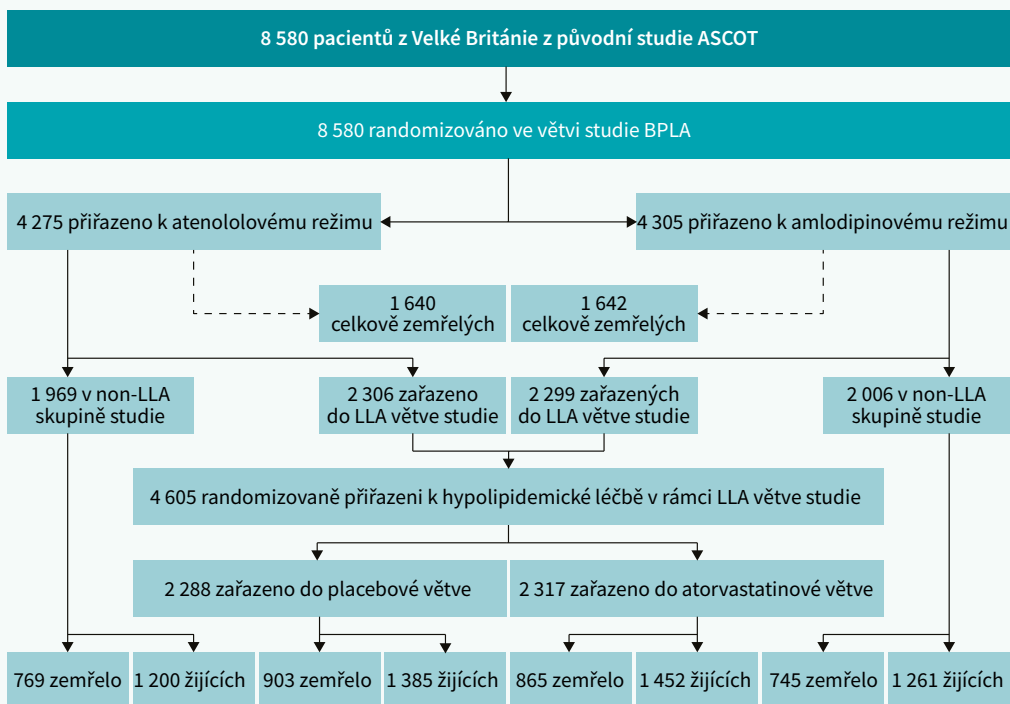 8 580 pacientů z Velké Británie z původní studie ASCOT
8 580 randomizováno ve větvi studie BPLA
4 275 přiřazeno k atenololovému režimu
4 305 přiřazeno k amlodipinovému režimu
1 640
celkově zemřelých
1 642
celkově zemřelých
1 969 v non-LLA
skupině studie
2 306 zařazeno
do LLA větve studie
2 299 zařazených
do LLA větve studie
2 006 v non-LLA
skupině studie
4 605 randomizovaně přiřazeni k hypolipidemické léčbě v rámci LLA větve studie
2 288 zařazeno do placebové větve
2 317 zařazeno do atorvastatinové větve
769 zemřelo
1 200 žijících
903 zemřelo
1 385 žijících
865 zemřelo
1 452 žijících
745 zemřelo
1 261 žijících